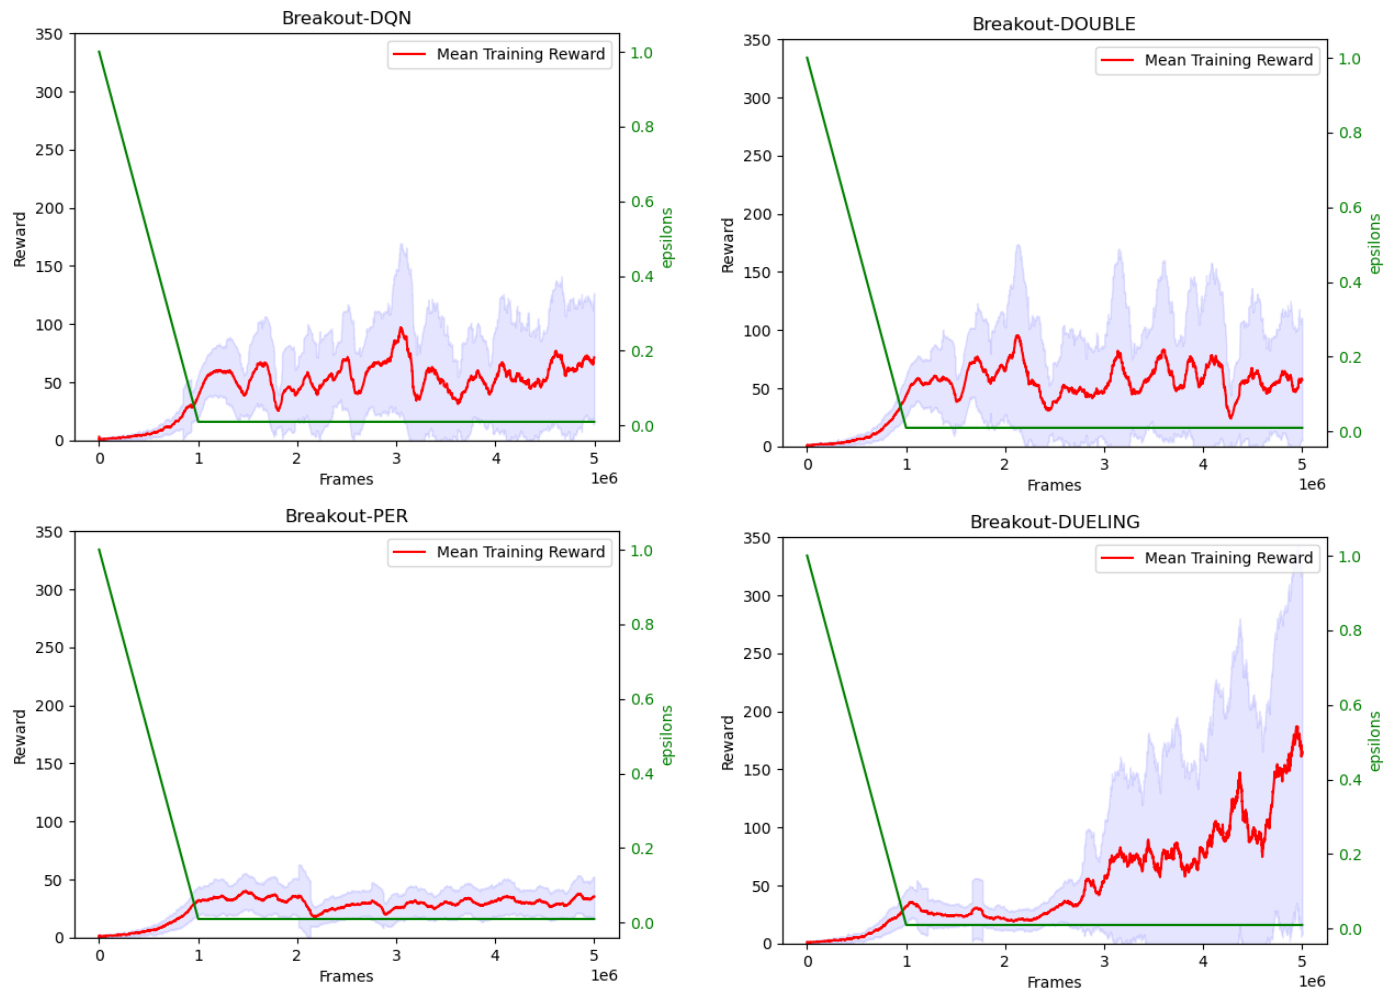 Breakout-DQN
Mean Training Reward
350
300
250
200
150
100
50
0
Reward
1.0
0.8
0.6
0.4
0.2
0.0
epsilons
0 1 2 3 4 5
1e6
Frames
Breakout-DOUBLE
Mean Training Reward
350
300
250
200
150
100
50
0
Reward
1.0
0.8
0.6
0.4
0.2
0.0
epsilons
0 1 2 3 4 5
1e6
Frames
Breakout-PER
Mean Training Reward
350
300
250
200
150
100
50
0
Reward
1.0
0.8
0.6
0.4
0.2
0.0
epsilons
0 1 2 3 4 5
1e6
Frames
Breakout-DUELING
Mean Training Reward
350
300
250
200
150
100
50
0
Reward
1.0
0.8
0.6
0.4
0.2
0.0
epsilons
0 1 2 3 4 5
1e6
Frames